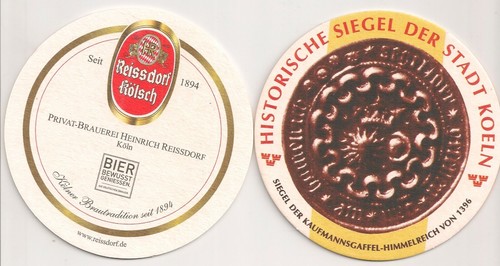 Seit 1894
Reissdorf
Kölsch
PRIVAT-BRAUEREI HEINRICH REISSDORF
Köln
BIER
BEWUSST
GENIESSEN
Kölner Brautradition seit 1894
www.reissdorf.de
HISTORISCHE SIEGEL DER STADT KOELN
SIEGEL DER KAUFMANNSGAFFEL-HIMMELREICH VON 1396